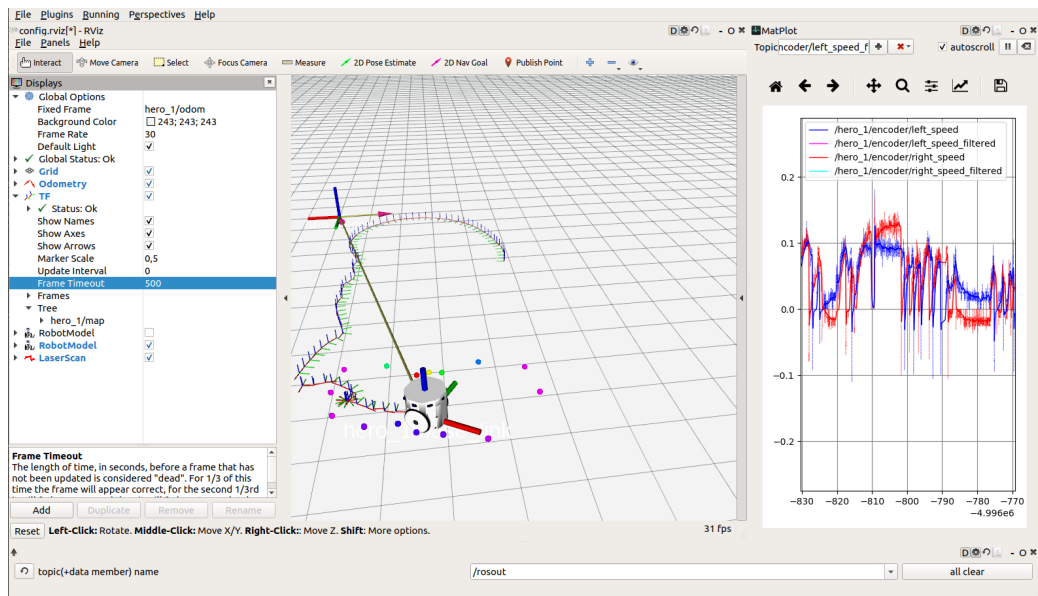 File Plugins Running Perspectives Help
config.rviz[*] - RViz
D - O ✖
File Panels Help
Interact Move Camera Select Focus Camera Measure 2D Pose Estimate 2D Nav Goal Publish Point
Displays
Global Options
Fixed Frame hero_1/odom
Background Color 243; 243; 243
Frame Rate 30
Default Light ✓
✓ Global Status: Ok
Grid ✓
Odometry ✓
TF ✓
✓ Status: Ok
Show Names ✓
Show Axes ✓
Show Arrows ✓
Marker Scale 0,5
Update Interval 0
Frame Timeout 500
Frames
Tree
hero_1/map
RobotModel
RobotModel ✓
LaserScan ✓
Frame Timeout
The length of time, in seconds, before a frame that has
not been updated is considered "dead". For 1/3 of this
time the frame will appear correct, for the second 1/3rd
Add Duplicate Remove Rename
Reset Left-Click: Rotate. Middle-Click: Move X/Y. Right-Click:: Move Z. Shift: More options. 31 fps
MatPlot
D - O ✖
Topic ncoder/left_speed_f autoscroll
/hero_1/encoder/left_speed
/hero_1/encoder/left_speed_filtered
/hero_1/encoder/right_speed
/hero_1/encoder/right_speed_filtered
0.2
0.1
0.0
−0.1
−0.2
−830 −820 −810 −800 −790 −780 −770
−4.996e6
D - O ✖
topic(+data member) name /rosout all clear